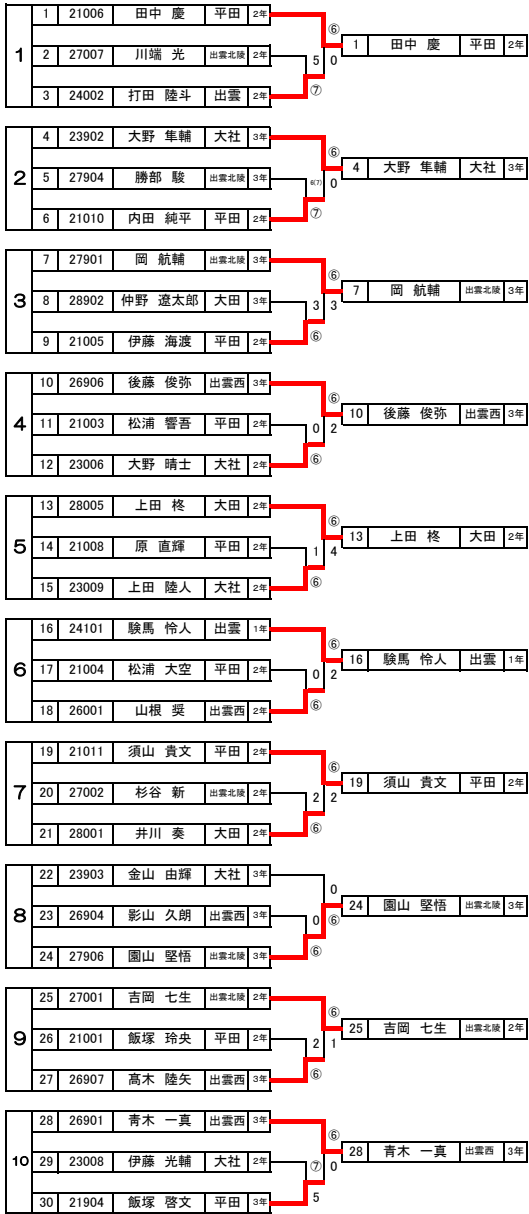 1 21006 田中 慶 平田 2年
⑥
1 田中 慶 平田 2年
1
2 27007 川端 光 出雲北陵 2年
5 0
3 24002 打田 陸斗 出雲 2年
⑦
4 23902 大野 隼輔 大社 3年
⑥
4 大野 隼輔 大社 3年
2
5 27904 勝部 駿 出雲北陵 3年
6(7) 0
6 21010 内田 純平 平田 2年
⑦
7 27901 岡 航輔 出雲北陵 3年
⑥
7 岡 航輔 出雲北陵 3年
3
8 28902 仲野 遼太郎 大田 3年
3 3
9 21005 伊藤 海渡 平田 2年
⑥
10 26906 後藤 俊弥 出雲西 3年
⑥
10 後藤 俊弥 出雲西 3年
4
11 21003 松浦 響吾 平田 2年
0 2
12 23006 大野 晴士 大社 2年
⑥
13 28005 上田 柊 大田 2年
⑥
13 上田 柊 大田 2年
5
14 21008 原 直輝 平田 2年
1 4
15 23009 上田 陸人 大社 2年
⑥
16 24101 験馬 怜人 出雲 1年
⑥
16 験馬 怜人 出雲 1年
6
17 21004 松浦 大空 平田 2年
0 2
18 26001 山根 奨 出雲西 2年
⑥
19 21011 須山 貴文 平田 2年
⑥
19 須山 貴文 平田 2年
7
20 27002 杉谷 新 出雲北陵 2年
2 2
21 28001 井川 奏 大田 2年
⑥
22 23903 金山 由輝 大社 3年
0
24 園山 堅悟 出雲北陵 3年
8
23 26904 影山 久朗 出雲西 3年
0 ⑥
24 27906 園山 堅悟 出雲北陵 3年
⑥
25 27001 吉岡 七生 出雲北陵 2年
⑥
25 吉岡 七生 出雲北陵 2年
9
26 21001 飯塚 玲央 平田 2年
2 1
27 26907 髙木 陸矢 出雲西 3年
⑥
28 26901 青木 一真 出雲西 3年
⑥
28 青木 一真 出雲西 3年
10
29 23008 伊藤 光輔 大社 2年
⑦ 0
30 21904 飯塚 啓文 平田 3年
5